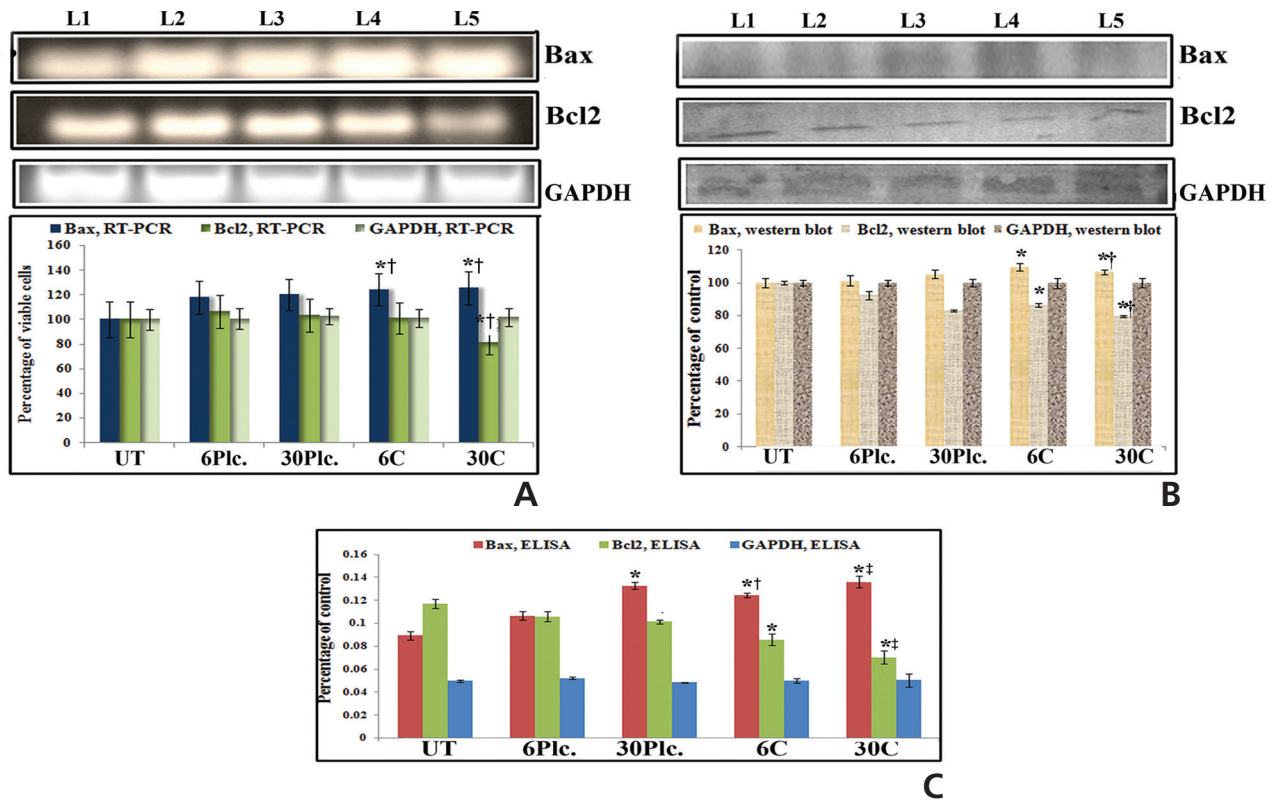 L1 L2 L3 L4 L5
Bax
Bcl2
GAPDH
Bax, RT-PCR Bcl2, RT-PCR GAPDH, RT-PCR
Percentage of viable cells
160
140
120
100
80
60
40
20
0
*†
*†
*†
UT 6Plc. 30Plc. 6C 30C
A
L1 L2 L3 L4 L5
Bax
Bcl2
GAPDH
Bax, western blot Bcl2, western blot GAPDH, western blot
Percentage of control
120
100
80
60
40
20
0
*
*
*†
*†
UT 6Plc. 30Plc. 6C 30C
B
Bax, ELISA Bcl2, ELISA GAPDH, ELISA
Percentage of control
0.16
0.14
0.12
0.1
0.08
0.06
0.04
0.02
0
*
*†
*
*‡
*‡
UT 6Plc. 30Plc. 6C 30C
C